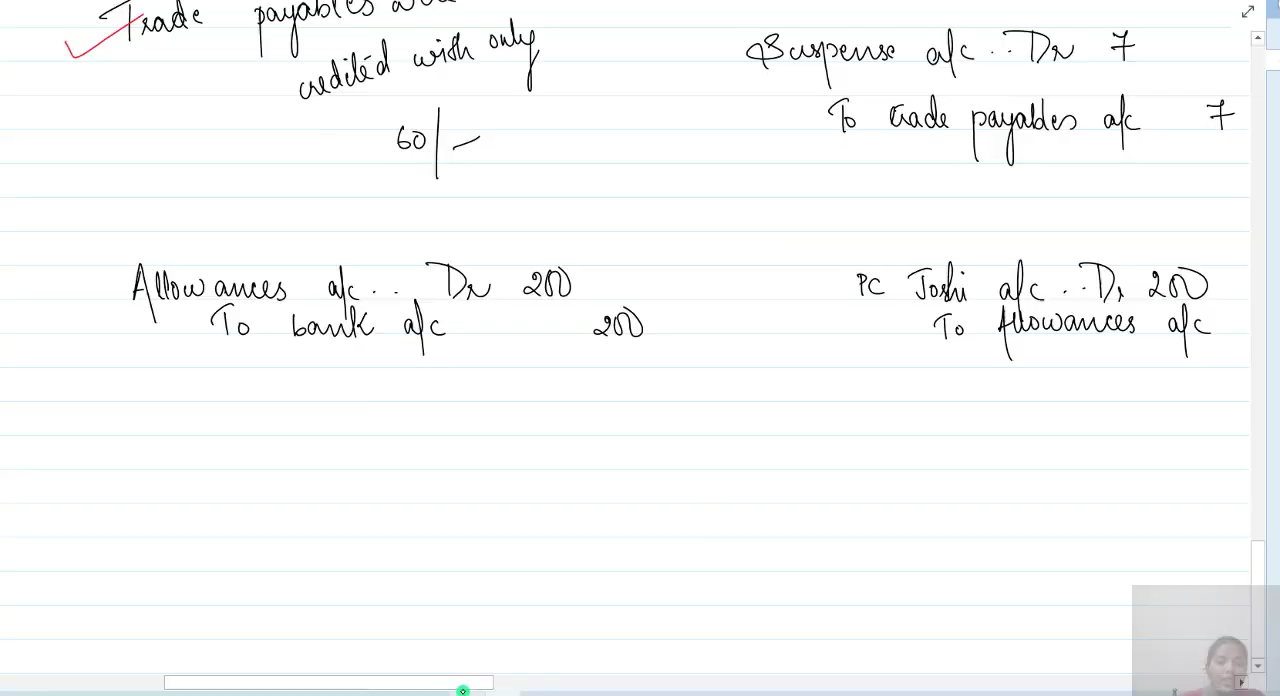 Trade payables
credited with only
60/-
Suspense a/c ... Dr 7
To trade payables a/c 7
Allowances a/c .. Dr 200
To bank a/c 200
PC Joshi a/c ... Dr 200
To Allowances a/c